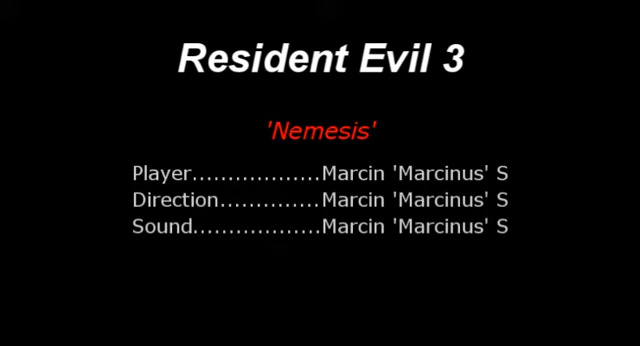 Resident Evil 3
'Nemesis'
Player..................Marcin 'Marcinus' S
Direction..............Marcin 'Marcinus' S
Sound..................Marcin 'Marcinus' S